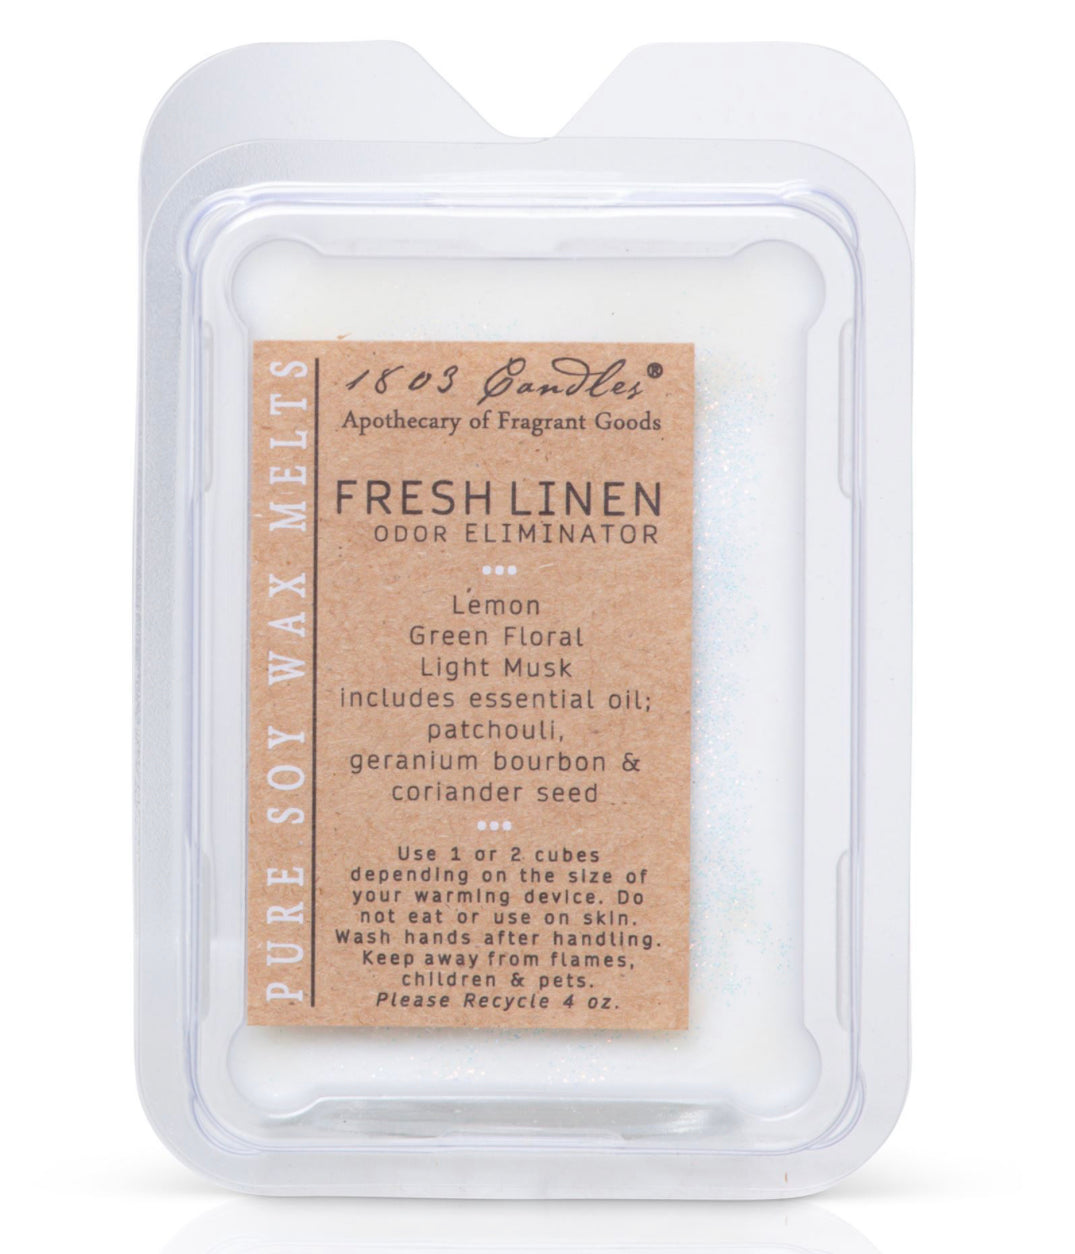 PURE SOY WAX MELTS
1803 Candles®
Apothecary of Fragrant Goods
FRESH LINEN
ODOR ELIMINATOR
Lemon
Green Floral
Light Musk
includes essential oil;
patchouli,
geranium bourbon &
coriander seed
Use 1 or 2 cubes
depending on the size of
your warming device. Do
not eat or use on skin.
Wash hands after handling.
Keep away from flames,
children & pets.
Please Recycle 4 oz.